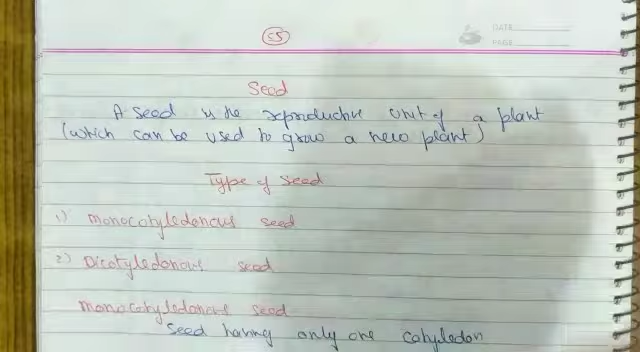 55
DATE
PAGE
Seed
A seed is the reproductive unit of a plant
(which can be used to grow a new plant)
Type of seed
1) monocotyledonous seed
2) Dicotyledonous seed
monocotyledonous seed
seed having only one cotyledon